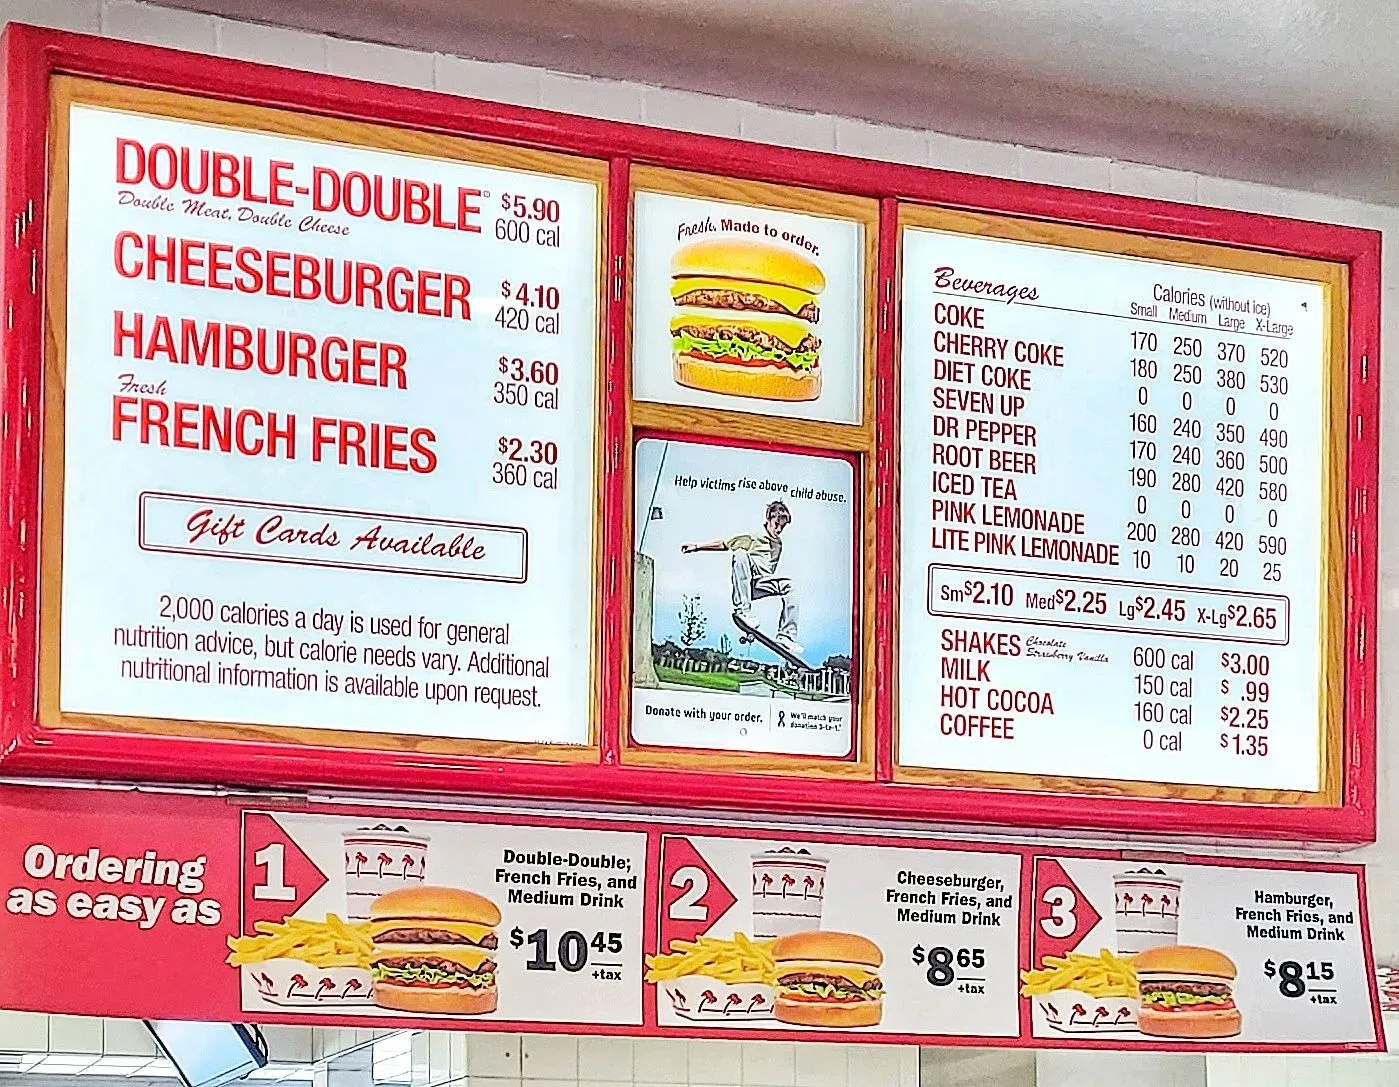 DOUBLE-DOUBLE® $5.90
Double Meat, Double Cheese 600 cal
CHEESEBURGER $4.10
420 cal
HAMBURGER $3.60
350 cal
Fresh
FRENCH FRIES $2.30
360 cal
Gift Cards Available
2,000 calories a day is used for general
nutrition advice, but calorie needs vary. Additional
nutritional information is available upon request.
Fresh. Made to order.
Help victims rise above child abuse.
Donate with your order.
We'll match your
donation 3-to-1.
Beverages Calories (without ice)
Small Medium Large X-Large
COKE 170 250 370 520
CHERRY COKE 180 250 380 530
DIET COKE 0 0 0 0
SEVEN UP 160 240 350 490
DR PEPPER 170 240 360 500
ROOT BEER 190 280 420 580
ICED TEA 0 0 0 0
PINK LEMONADE 200 280 420 590
LITE PINK LEMONADE 10 10 20 25
Sm$2.10 Med$2.25 Lg$2.45 X-Lg$2.65
SHAKES Chocolate Strawberry Vanilla 600 cal $3.00
MILK 150 cal $ .99
HOT COCOA 160 cal $2.25
COFFEE 0 cal $1.35
Ordering
as easy as
1
Double-Double,
French Fries, and
Medium Drink
$10 45
+tax
2
Cheeseburger,
French Fries, and
Medium Drink
$8 65
+tax
3
Hamburger,
French Fries, and
Medium Drink
$8 15
+tax